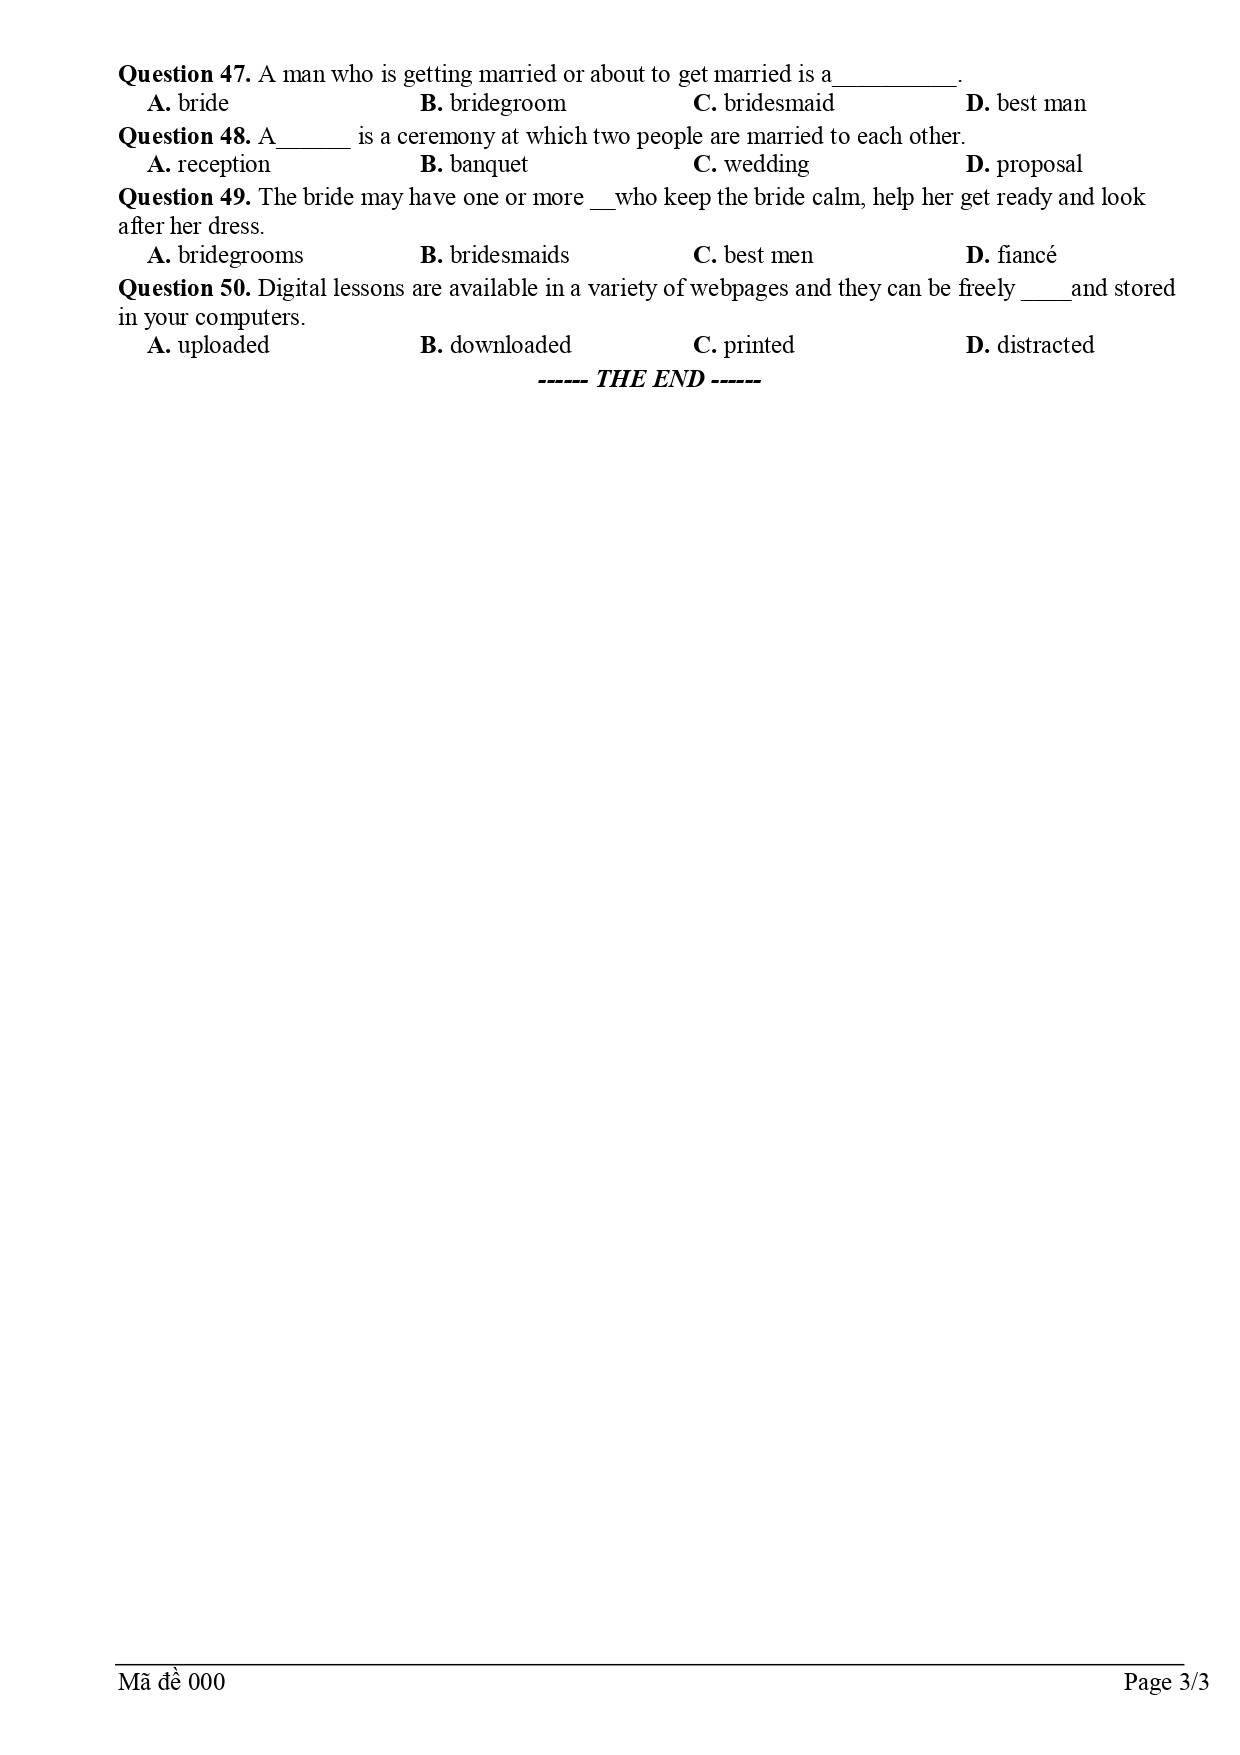 Question 47. A man who is getting married or about to get married is a__________.
A. bride B. bridegroom C. bridesmaid D. best man
Question 48. A______ is a ceremony at which two people are married to each other.
A. reception B. banquet C. wedding D. proposal
Question 49. The bride may have one or more __who keep the bride calm, help her get ready and look
after her dress.
A. bridegrooms B. bridesmaids C. best men D. fiancé
Question 50. Digital lessons are available in a variety of webpages and they can be freely ____and stored
in your computers.
A. uploaded B. downloaded C. printed D. distracted
------ THE END ------
Mã đề 000 Page 3/3